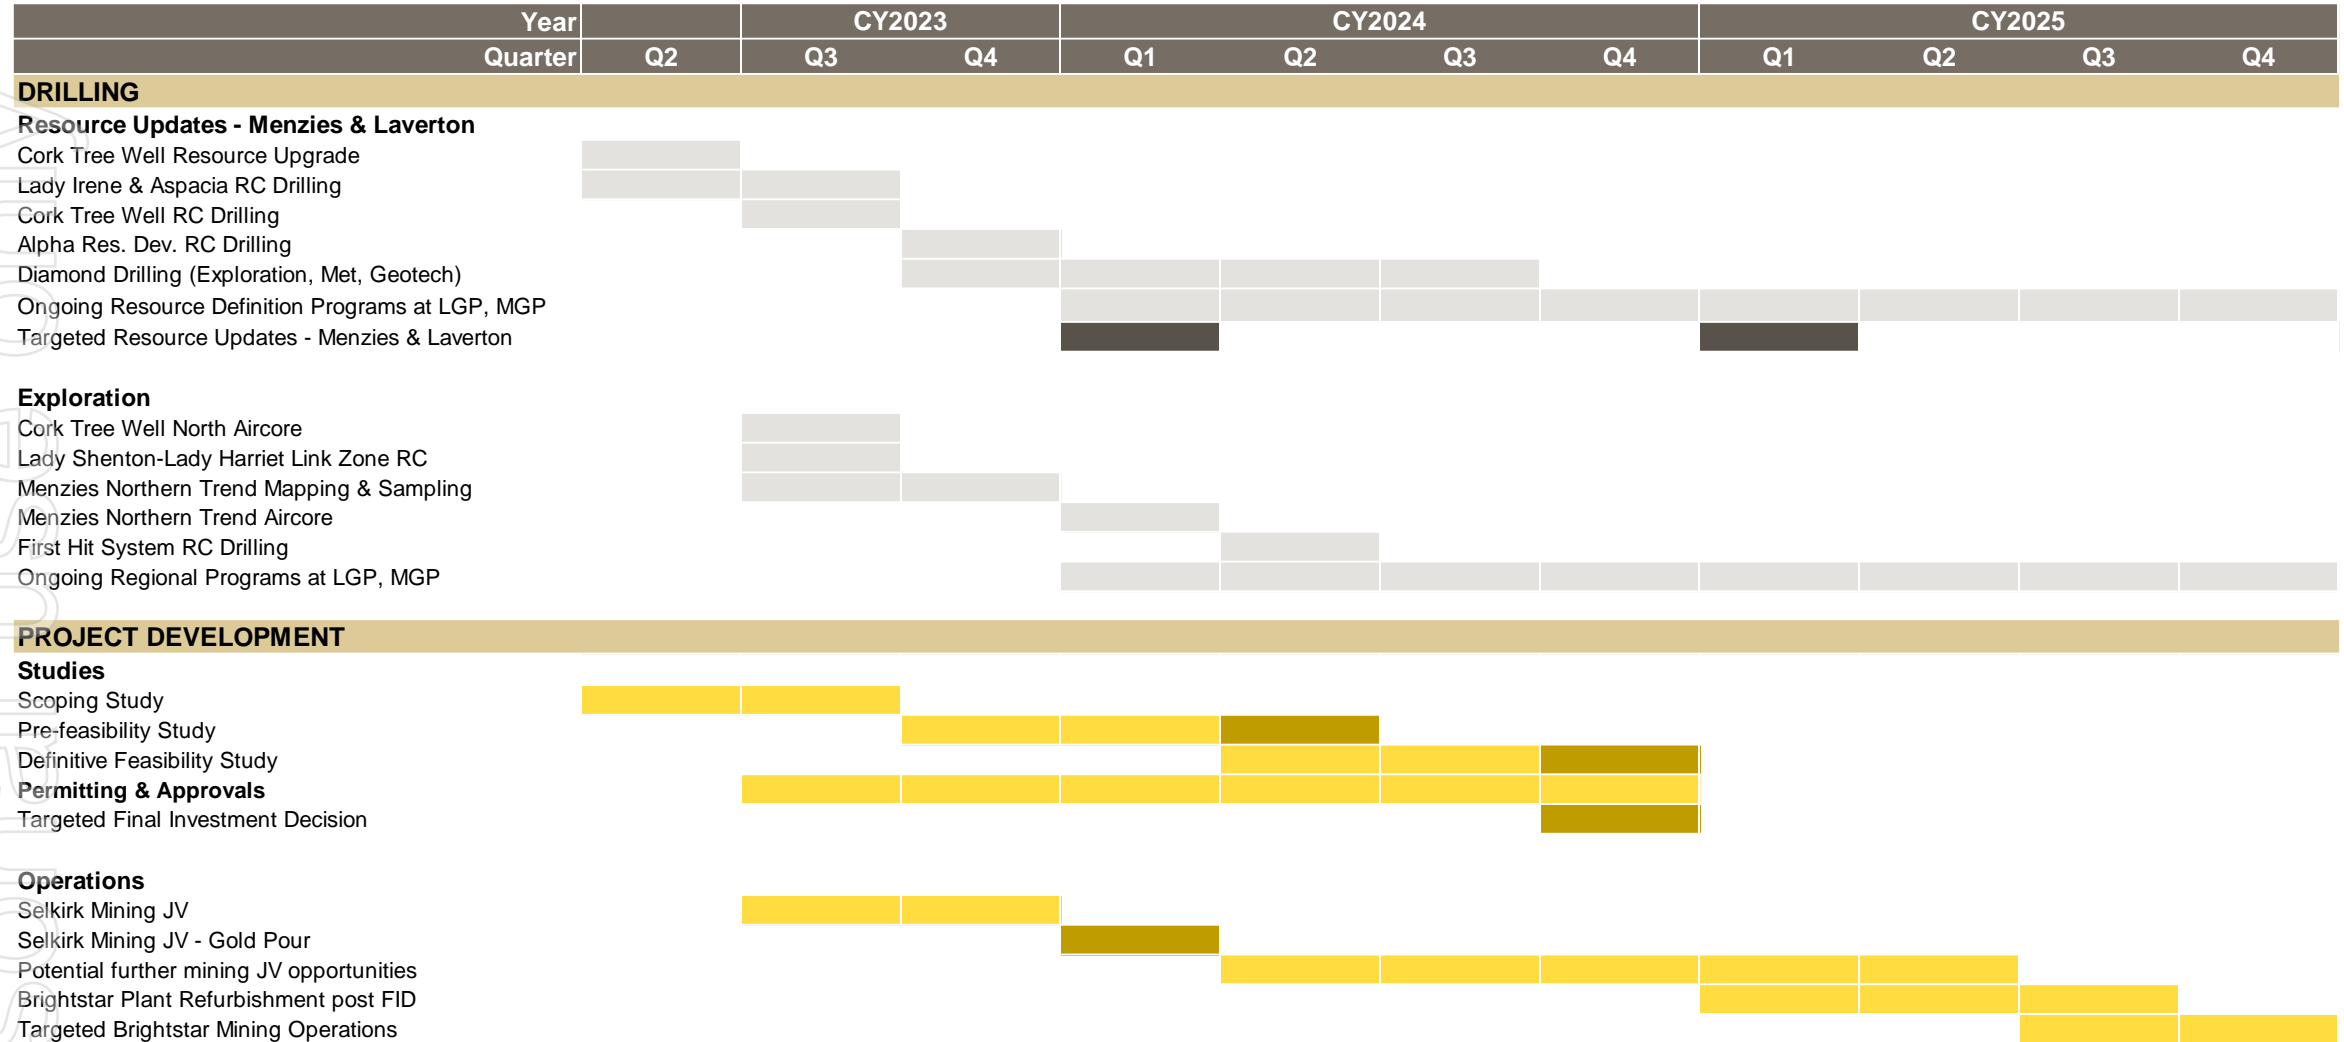 Year CY2023 CY2024 CY2025
Quarter Q2 Q3 Q4 Q1 Q2 Q3 Q4 Q1 Q2 Q3 Q4
DRILLING
Resource Updates - Menzies & Laverton
Cork Tree Well Resource Upgrade
Lady Irene & Aspacia RC Drilling
Cork Tree Well RC Drilling
Alpha Res. Dev. RC Drilling
Diamond Drilling (Exploration, Met, Geotech)
Ongoing Resource Definition Programs at LGP, MGP
Targeted Resource Updates - Menzies & Laverton
Exploration
Cork Tree Well North Aircore
Lady Shenton-Lady Harriet Link Zone RC
Menzies Northern Trend Mapping & Sampling
Menzies Northern Trend Aircore
First Hit System RC Drilling
Ongoing Regional Programs at LGP, MGP
PROJECT DEVELOPMENT
Studies
Scoping Study
Pre-feasibility Study
Definitive Feasibility Study
Permitting & Approvals
Targeted Final Investment Decision
Operations
Selkirk Mining JV
Selkirk Mining JV - Gold Pour
Potential further mining JV opportunities
Brightstar Plant Refurbishment post FID
Targeted Brightstar Mining Operations
use only